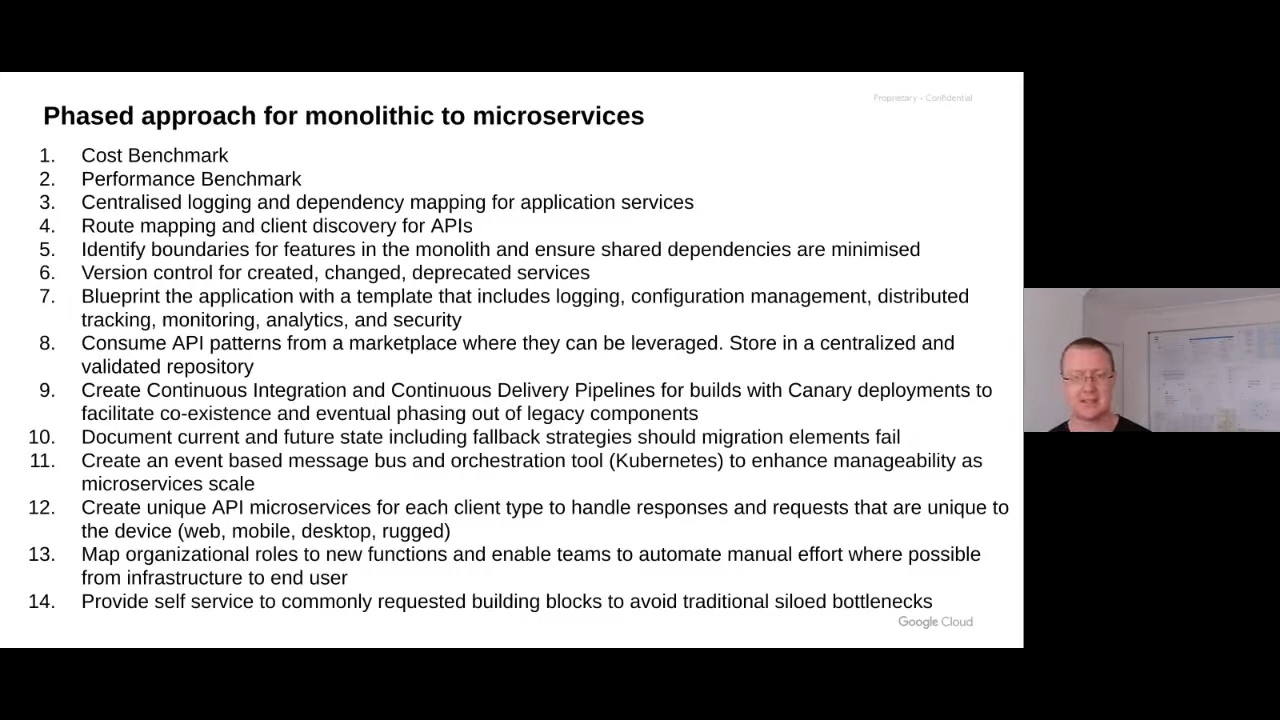 Proprietary + Confidential
Phased approach for monolithic to microservices
1. Cost Benchmark
2. Performance Benchmark
3. Centralised logging and dependency mapping for application services
4. Route mapping and client discovery for APIs
5. Identify boundaries for features in the monolith and ensure shared dependencies are minimised
6. Version control for created, changed, deprecated services
7. Blueprint the application with a template that includes logging, configuration management, distributed
tracking, monitoring, analytics, and security
8. Consume API patterns from a marketplace where they can be leveraged. Store in a centralized and
validated repository
9. Create Continuous Integration and Continuous Delivery Pipelines for builds with Canary deployments to
facilitate co-existence and eventual phasing out of legacy components
10. Document current and future state including fallback strategies should migration elements fail
11. Create an event based message bus and orchestration tool (Kubernetes) to enhance manageability as
microservices scale
12. Create unique API microservices for each client type to handle responses and requests that are unique to
the device (web, mobile, desktop, rugged)
13. Map organizational roles to new functions and enable teams to automate manual effort where possible
from infrastructure to end user
14. Provide self service to commonly requested building blocks to avoid traditional siloed bottlenecks
Google Cloud